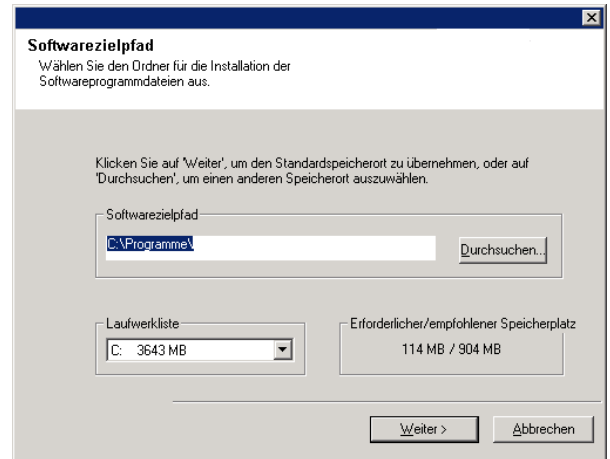 Softwarezielpfad
Wählen Sie den Ordner für die Installation der
Softwareprogrammdateien aus.
Klicken Sie auf 'Weiter', um den Standardspeicherort zu übernehmen, oder auf
'Durchsuchen', um einen anderen Speicherort auszuwählen.
Softwarezielpfad
C:\Programme\
Durchsuchen...
Laufwerkliste
C: 3643 MB
Erforderlicher/empfohlener Speicherplatz
114 MB / 904 MB
Weiter >
Abbrechen